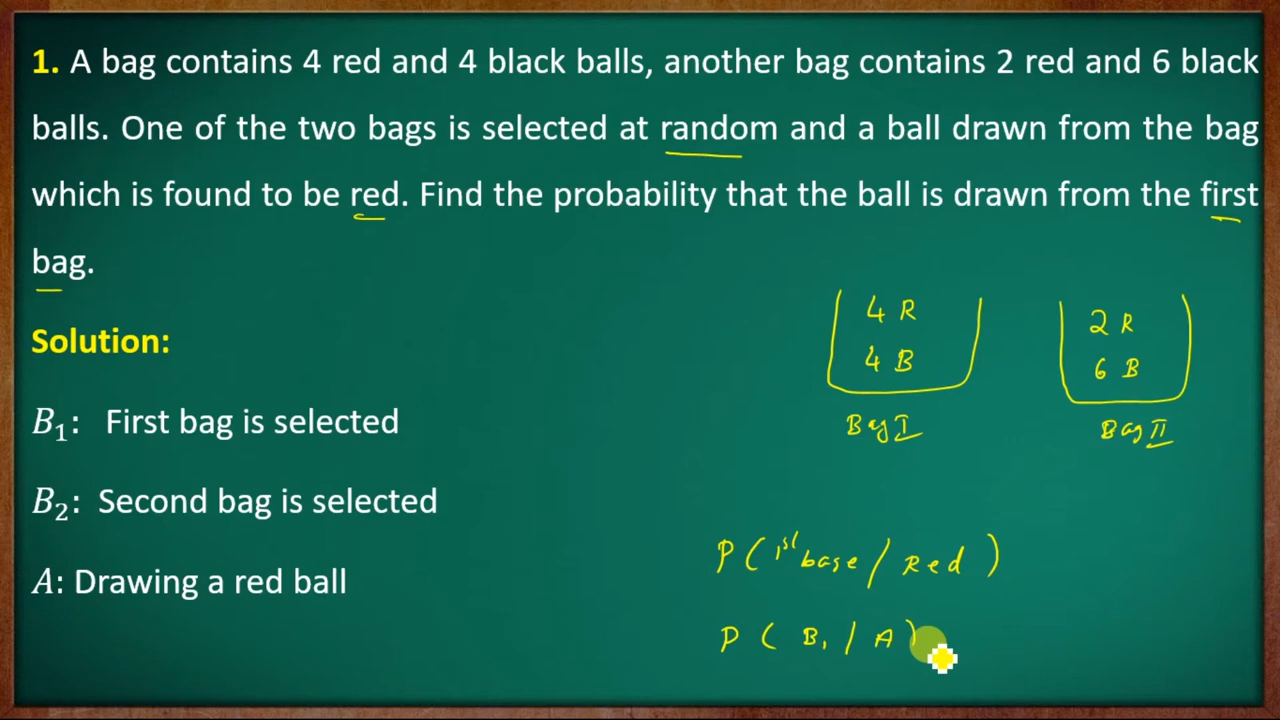 1. A bag contains 4 red and 4 black balls, another bag contains 2 red and 6 black
balls. One of the two bags is selected at random and a ball drawn from the bag
which is found to be red. Find the probability that the ball is drawn from the first
bag.
Solution:
4 R
4 B
Bag I
2 R
6 B
Bag II
B₁: First bag is selected
B₂: Second bag is selected
A: Drawing a red ball
P ( 1st base / Red )
P ( B₁ / A )